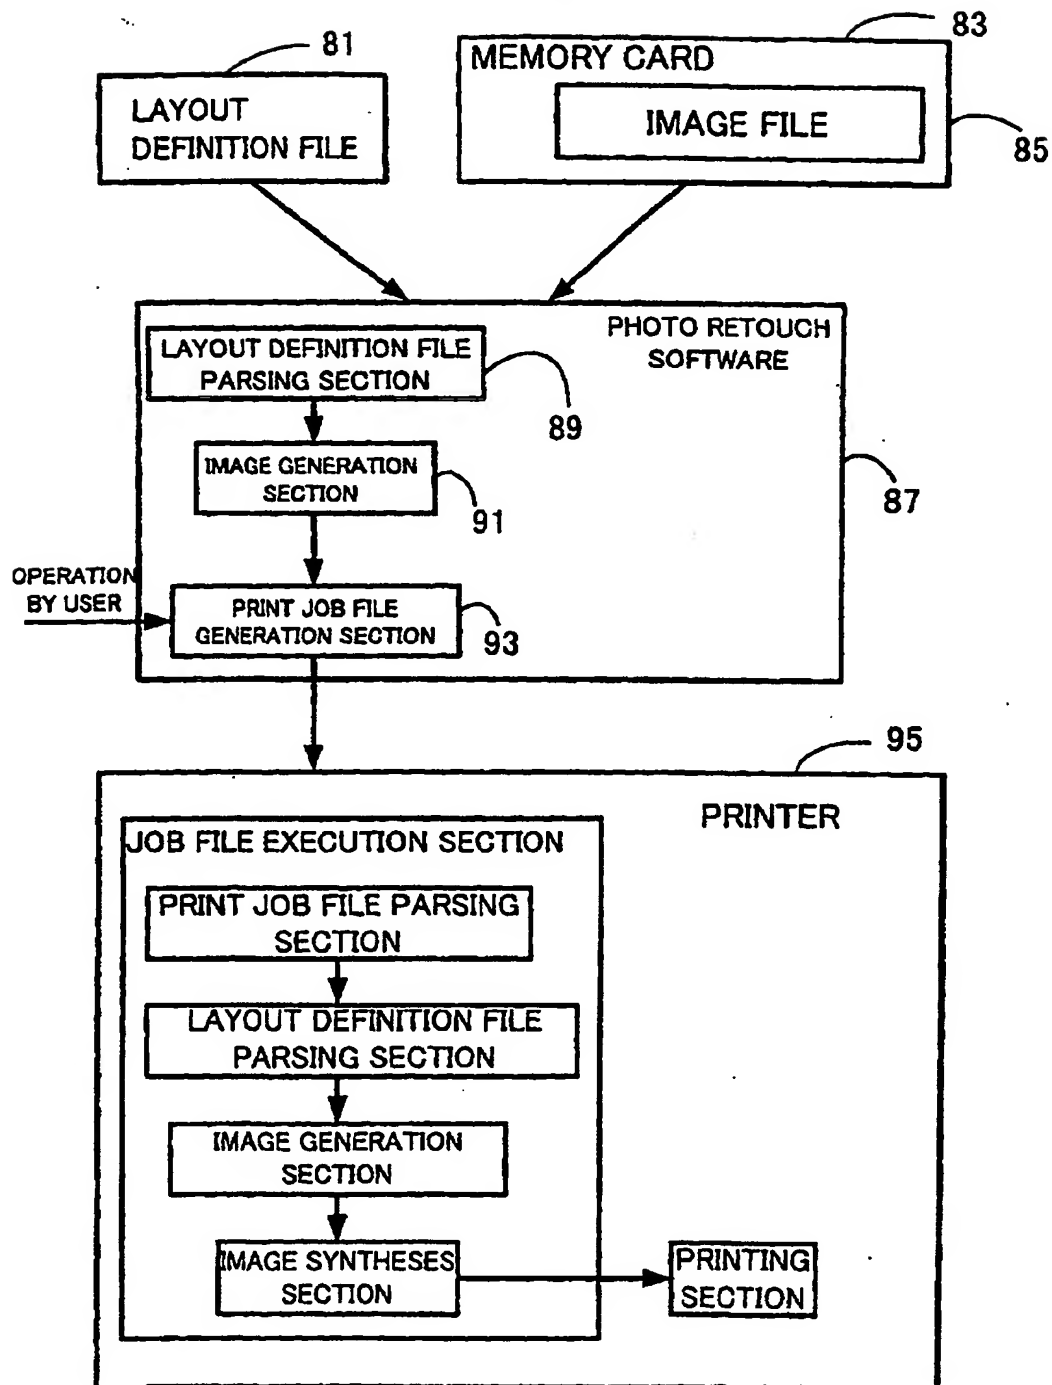 81
83
MEMORY CARD
LAYOUT
DEFINITION FILE
IMAGE FILE
85
PHOTO RETOUCH
SOFTWARE
LAYOUT DEFINITION FILE
PARSING SECTION
89
IMAGE GENERATION
SECTION
91
87
OPERATION
BY USER
PRINT JOB FILE
GENERATION SECTION
93
95
PRINTER
JOB FILE EXECUTION SECTION
PRINT JOB FILE PARSING
SECTION
LAYOUT DEFINITION FILE
PARSING SECTION
IMAGE GENERATION
SECTION
IMAGE SYNTHESES
SECTION
PRINTING
SECTION